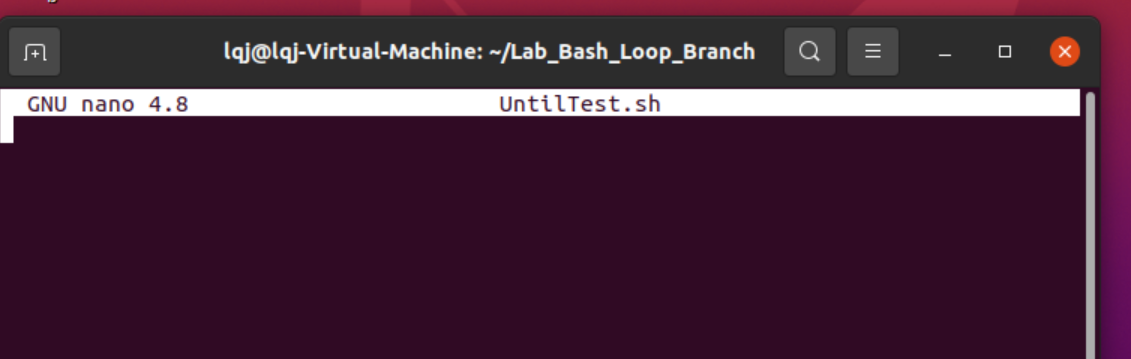 lqj@lqj-Virtual-Machine: ~/Lab_Bash_Loop_Branch
GNU nano 4.8 UntilTest.sh